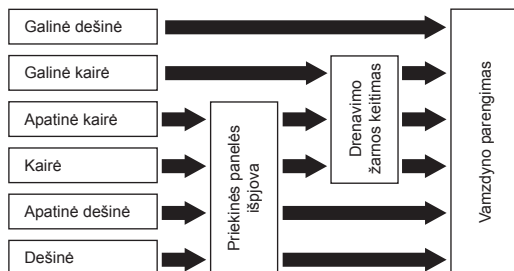 Galinė dešinė
Galinė kairė
Apatinė kairė
Kairė
Apatinė dešinė
Dešinė
Priekinės panelės
išpjova
Drenavimo
žarnos keitimas
Vamzdyno parengimas